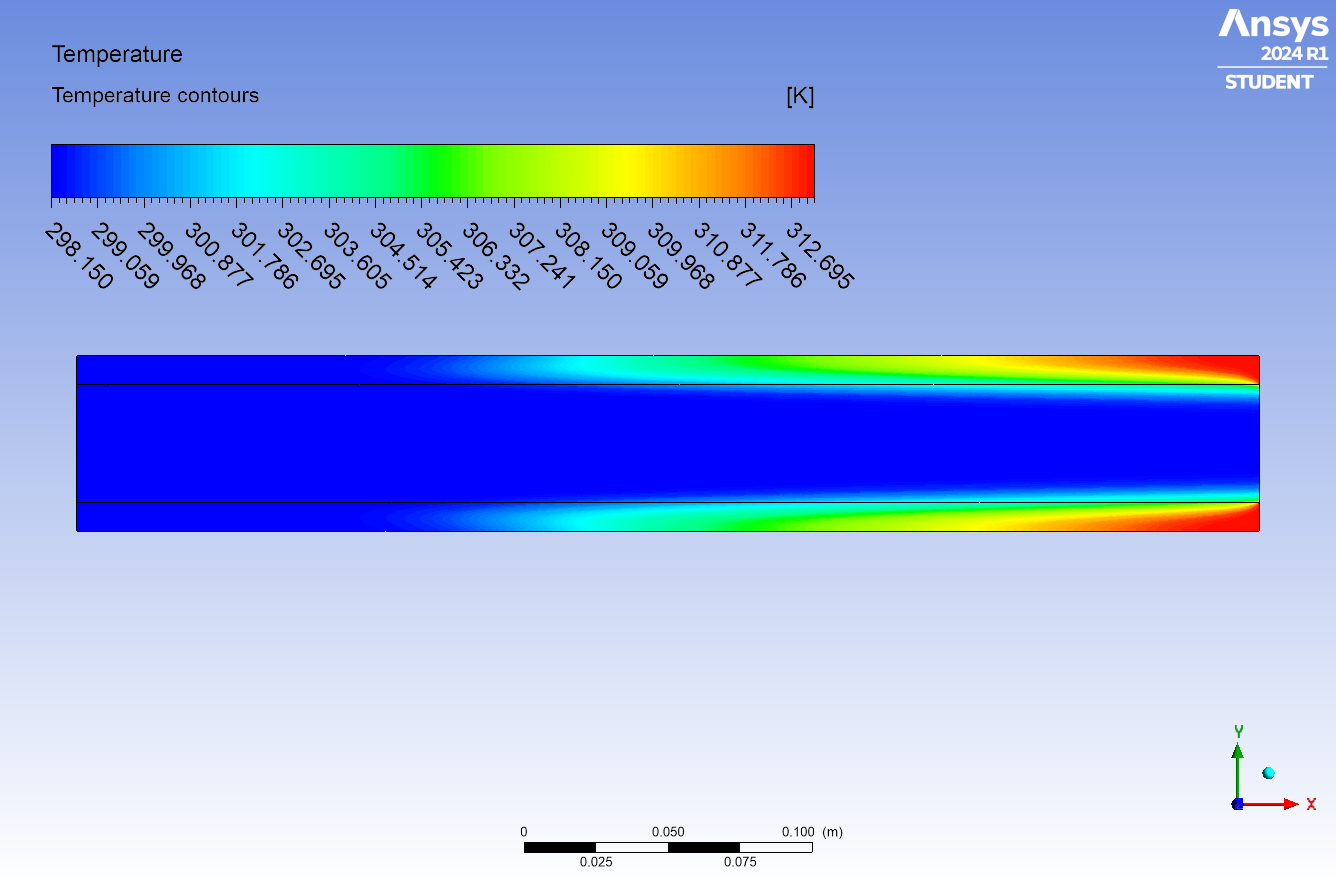 Ansys
2024 R1
STUDENT
Temperature
Temperature contours [K]
298.150 299.059 299.968 300.877 301.786 302.695 303.605 304.514 305.423 306.332 307.241 308.150 309.059 309.968 310.877 311.786 312.695
Y
X
0 0.050 0.100 (m)
0.025 0.075